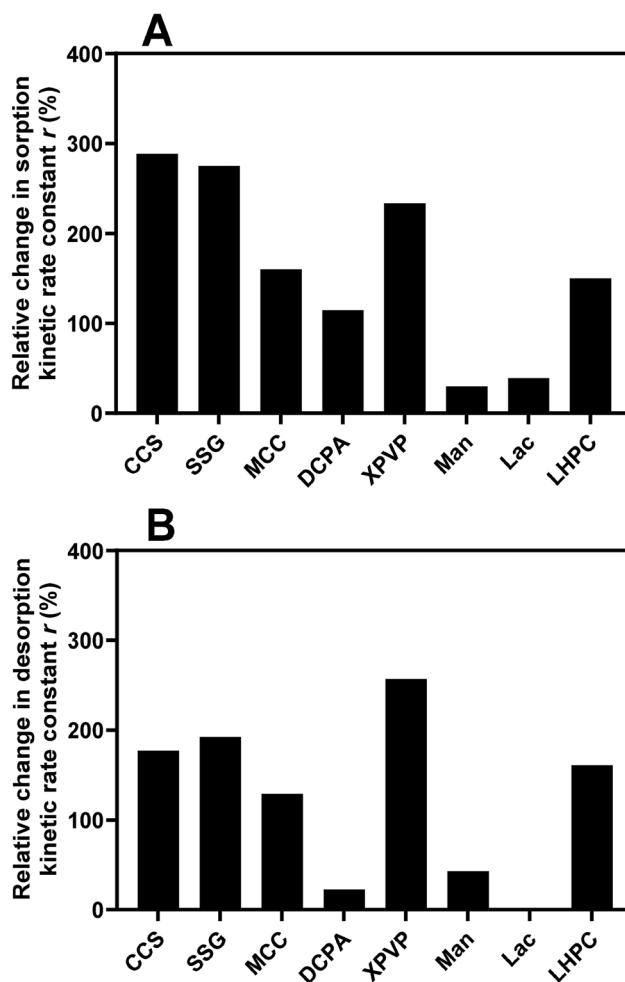 A
Relative change in sorption
kinetic rate constant r (%)
400
300
200
100
0
CCS
SSG
MCC
DCPA
XPVP
Man
Lac
LHPC
B
Relative change in desorption
kinetic rate constant r (%)
400
300
200
100
0
CCS
SSG
MCC
DCPA
XPVP
Man
Lac
LHPC